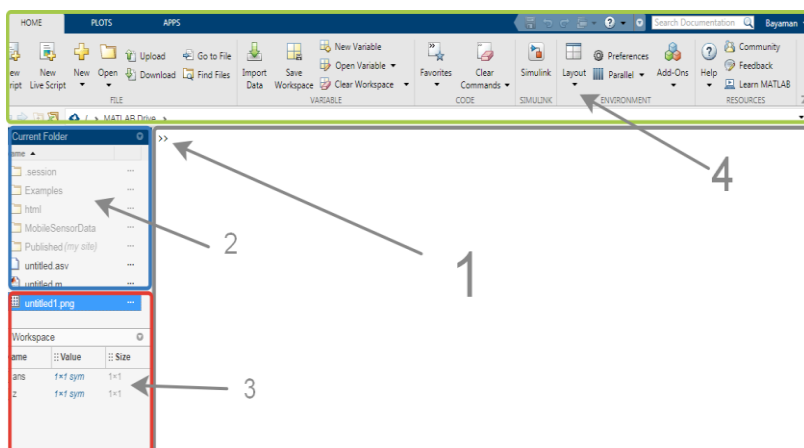 HOME PLOTS APPS
Search Documentation Bayaman
ew New New Open Upload Go to File Import Save New Variable Favorites Clear Simulink Layout Preferences Add-Ons Help Community
ript Live Script Download Find Files Data Workspace Open Variable Commands Parallel Feedback
Clear Workspace Learn MATLAB
FILE VARIABLE CODE SIMULINK ENVIRONMENT RESOURCES
/ > MATLAB Drive >
Current Folder
ame
.session
Examples
html
MobileSensorData
Published (my site)
untitled.asv
untitled.m
untitled1.png
Workspace
ame Value Size
ans 1×1 sym 1×1
z 1×1 sym 1×1
>>
1
2
3
4